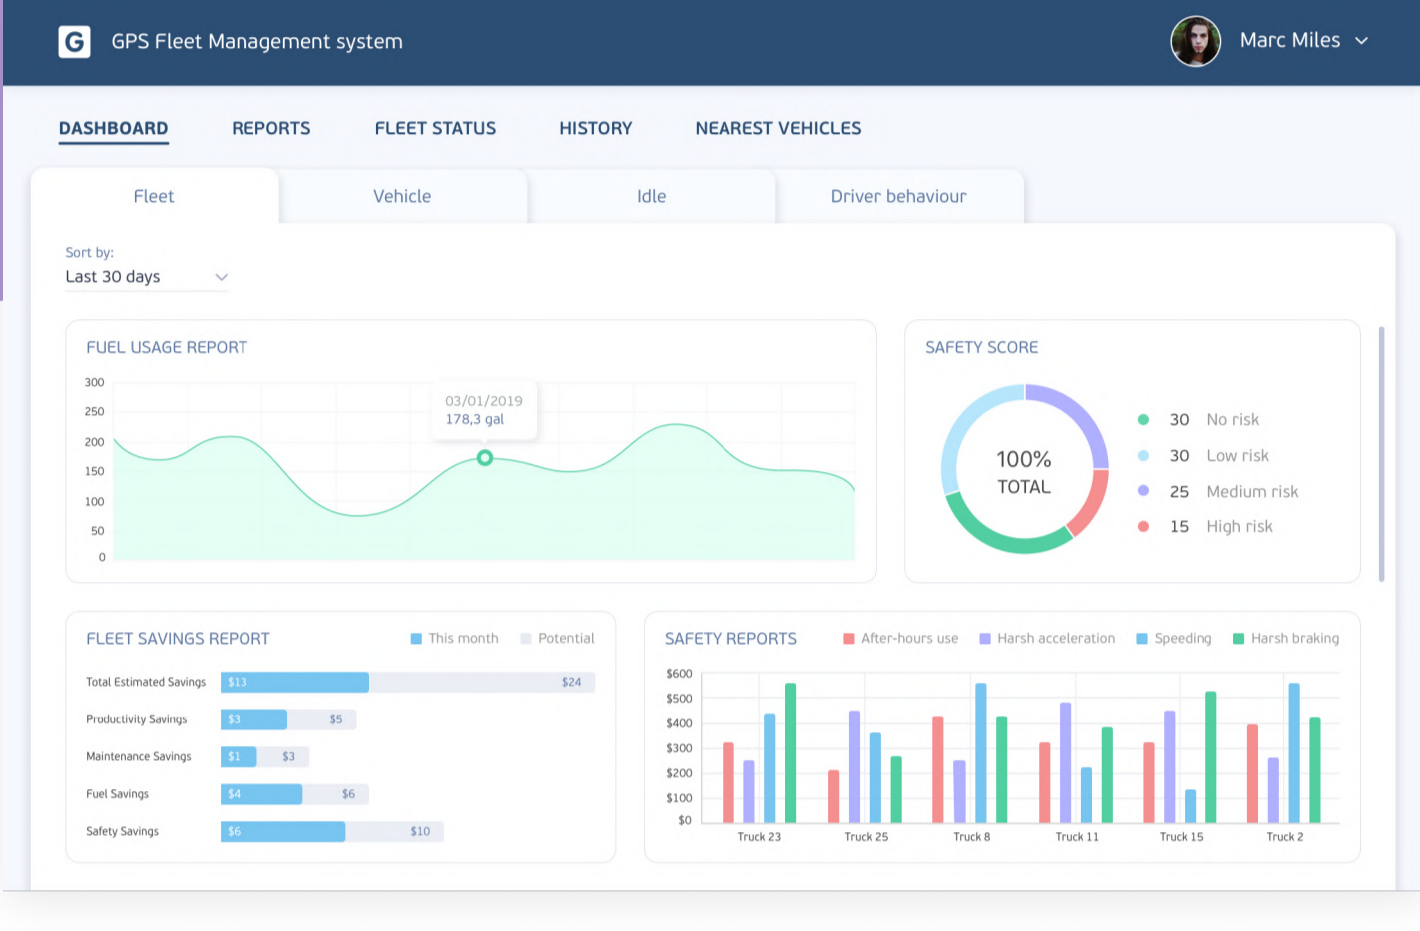 G GPS Fleet Management system
Marc Miles
DASHBOARD REPORTS FLEET STATUS HISTORY NEAREST VEHICLES
Fleet Vehicle Idle Driver behaviour
Sort by:
Last 30 days
FUEL USAGE REPORT
300
250
200
150
100
50
0
03/01/2019
178,3 gal
SAFETY SCORE
100%
TOTAL
30 No risk
30 Low risk
25 Medium risk
15 High risk
FLEET SAVINGS REPORT
This month Potential
Total Estimated Savings $13 $24
Productivity Savings $3 $5
Maintenance Savings $1 $3
Fuel Savings $4 $6
Safety Savings $6 $10
SAFETY REPORTS
After-hours use Harsh acceleration Speeding Harsh braking
$600
$500
$400
$300
$200
$100
$0
Truck 23 Truck 25 Truck 8 Truck 11 Truck 15 Truck 2